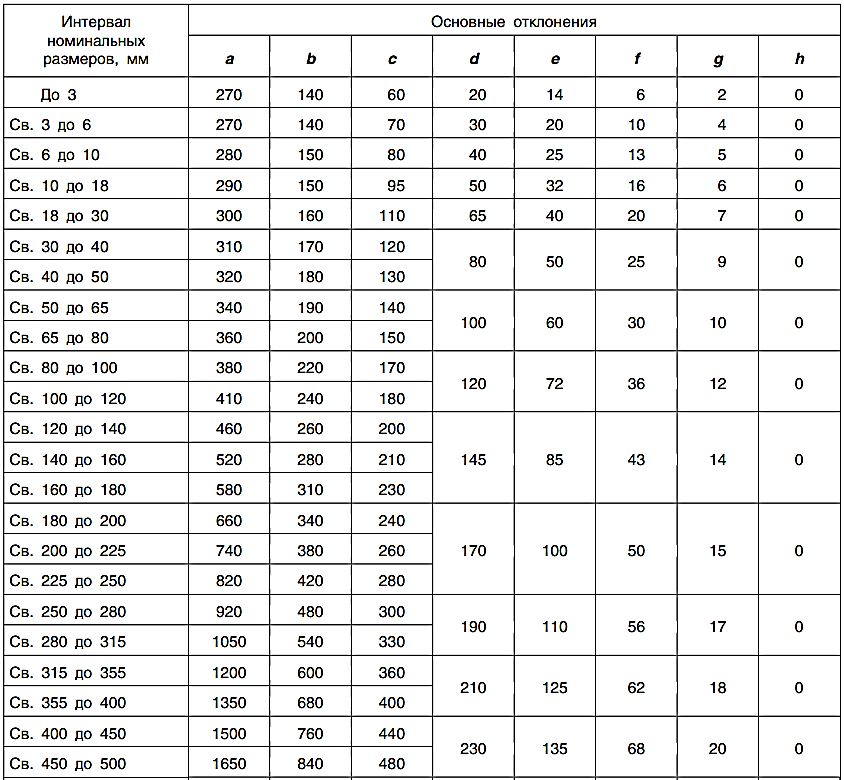 Интервал номинальных размеров, мм Основные отклонения
a b c d e f g h
До 3 270 140 60 20 14 6 2 0
Св. 3 до 6 270 140 70 30 20 10 4 0
Св. 6 до 10 280 150 80 40 25 13 5 0
Св. 10 до 18 290 150 95 50 32 16 6 0
Св. 18 до 30 300 160 110 65 40 20 7 0
Св. 30 до 40 310 170 120 80 50 25 9 0
Св. 40 до 50 320 180 130
Св. 50 до 65 340 190 140 100 60 30 10 0
Св. 65 до 80 360 200 150
Св. 80 до 100 380 220 170 120 72 36 12 0
Св. 100 до 120 410 240 180
Св. 120 до 140 460 260 200
Св. 140 до 160 520 280 210 145 85 43 14 0
Св. 160 до 180 580 310 230
Св. 180 до 200 660 340 240
Св. 200 до 225 740 380 260 170 100 50 15 0
Св. 225 до 250 820 420 280
Св. 250 до 280 920 480 300 190 110 56 17 0
Св. 280 до 315 1050 540 330
Св. 315 до 355 1200 600 360 210 125 62 18 0
Св. 355 до 400 1350 680 400
Св. 400 до 450 1500 760 440 230 135 68 20 0
Св. 450 до 500 1650 840 480